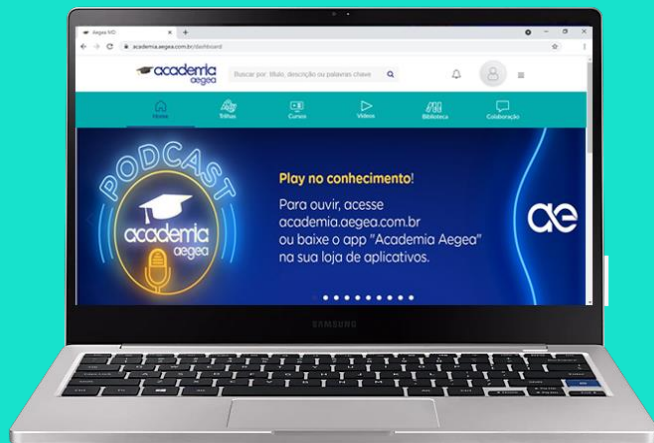 Aegea MD
academia.aegea.com.br/dashboard
academia
aegea
Buscar por: título, descrição ou palavras chave
Home
Trilhas
Cursos
Vídeos
Biblioteca
Colaboração
PODCAST
academia
aegea
Play no conhecimento!
Para ouvir, acesse
academia.aegea.com.br
ou baixe o app "Academia Aegea"
na sua loja de aplicativos.
ae
SAMSUNG